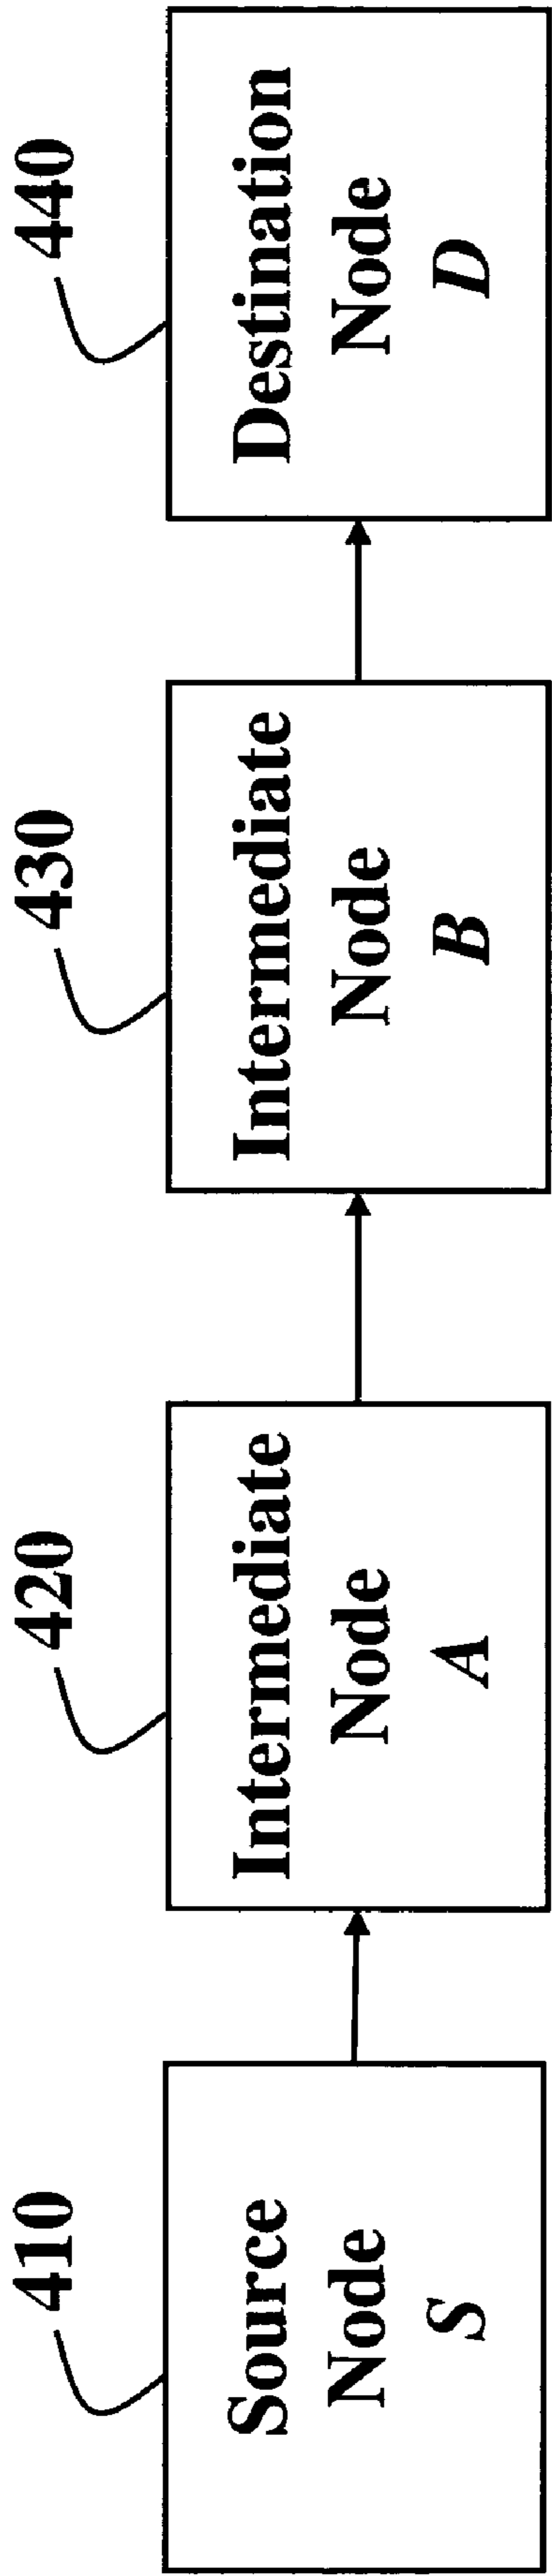 410
Source
Node
S
420
Intermediate
Node
A
430
Intermediate
Node
B
440
Destination
Node
D